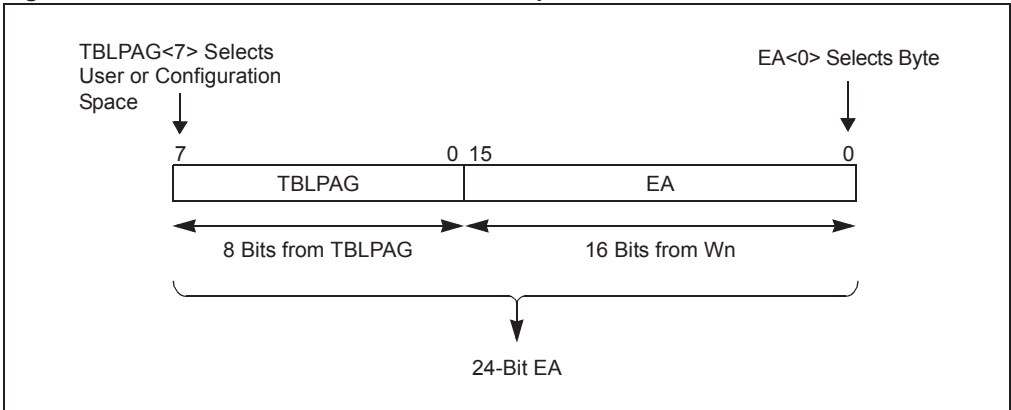 TBLPAG<7> Selects
User or Configuration
Space
EA<0> Selects Byte
7 0 15 0
TBLPAG EA
8 Bits from TBLPAG 16 Bits from Wn
24-Bit EA